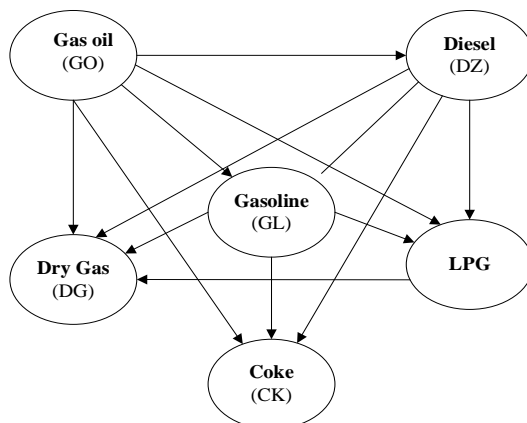 Gas oil
(GO)
Diesel
(DZ)
Gasoline
(GL)
Dry Gas
(DG)
LPG
Coke
(CK)